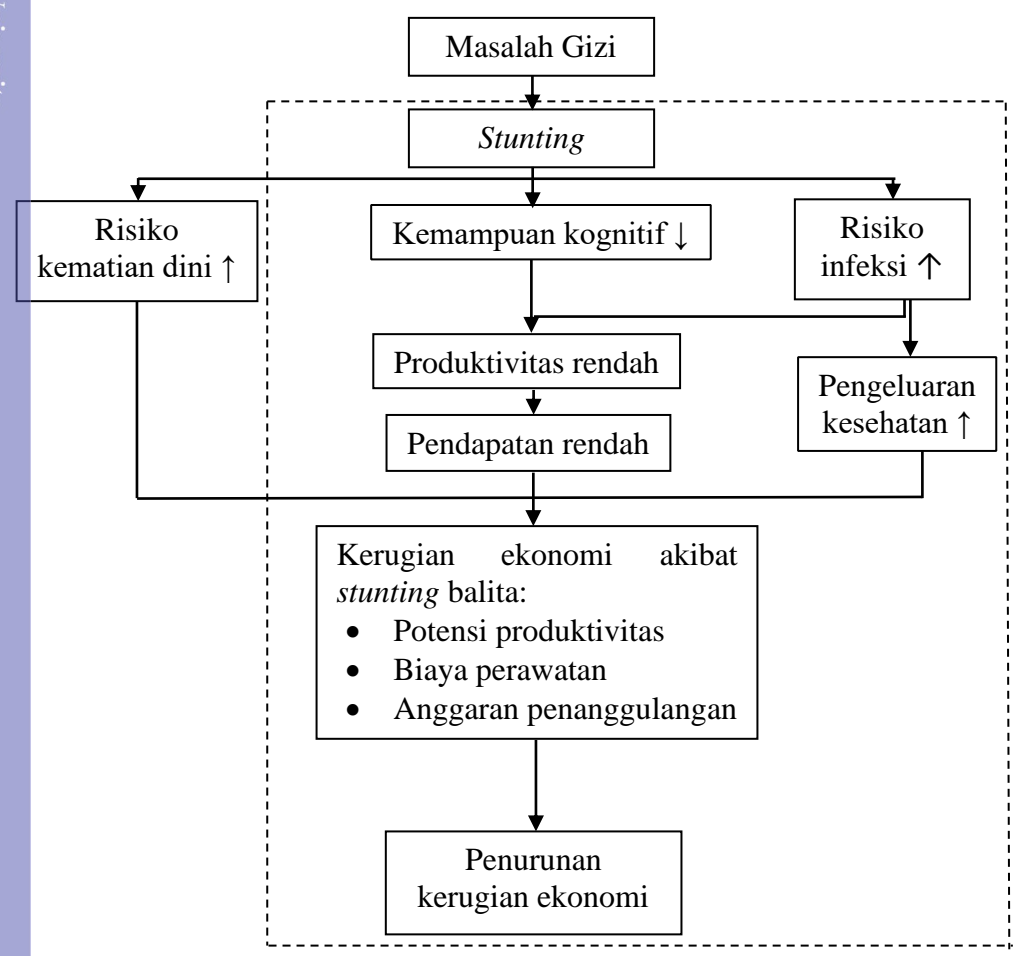 Masalah Gizi
Stunting
Risiko
kematian dini ↑
Kemampuan kognitif ↓
Risiko
infeksi ↑
Produktivitas rendah
Pengeluaran
kesehatan ↑
Pendapatan rendah
Kerugian ekonomi akibat
stunting balita:
• Potensi produktivitas
• Biaya perawatan
• Anggaran penanggulangan
Penurunan
kerugian ekonomi